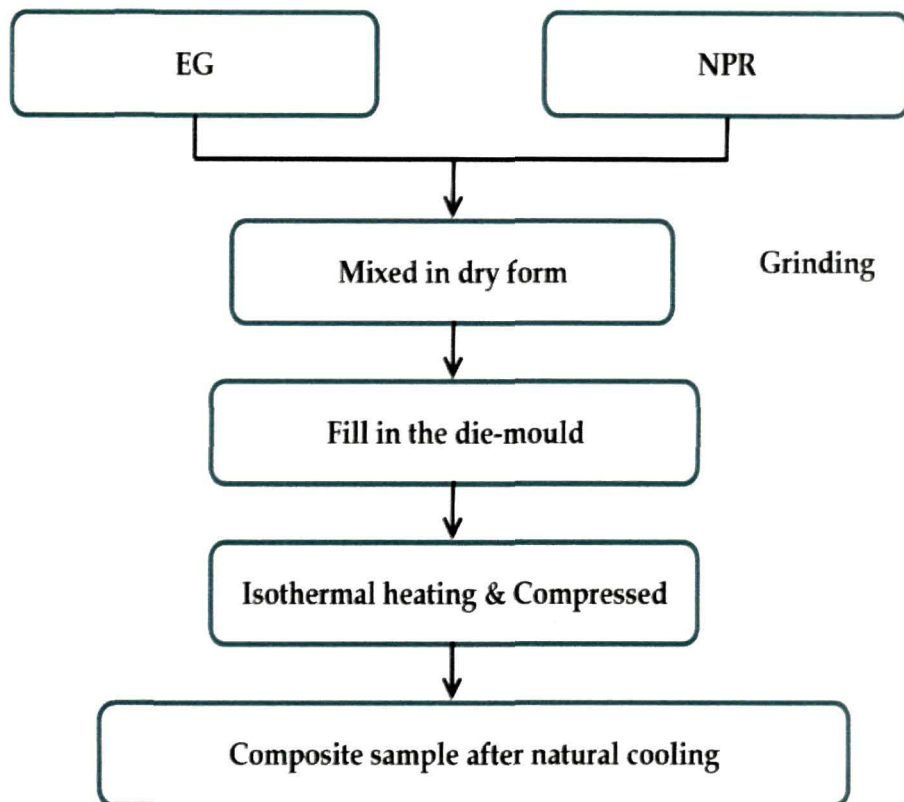 EG
NPR
Mixed in dry form
Grinding
Fill in the die-mould
Isothermal heating & Compressed
Composite sample after natural cooling